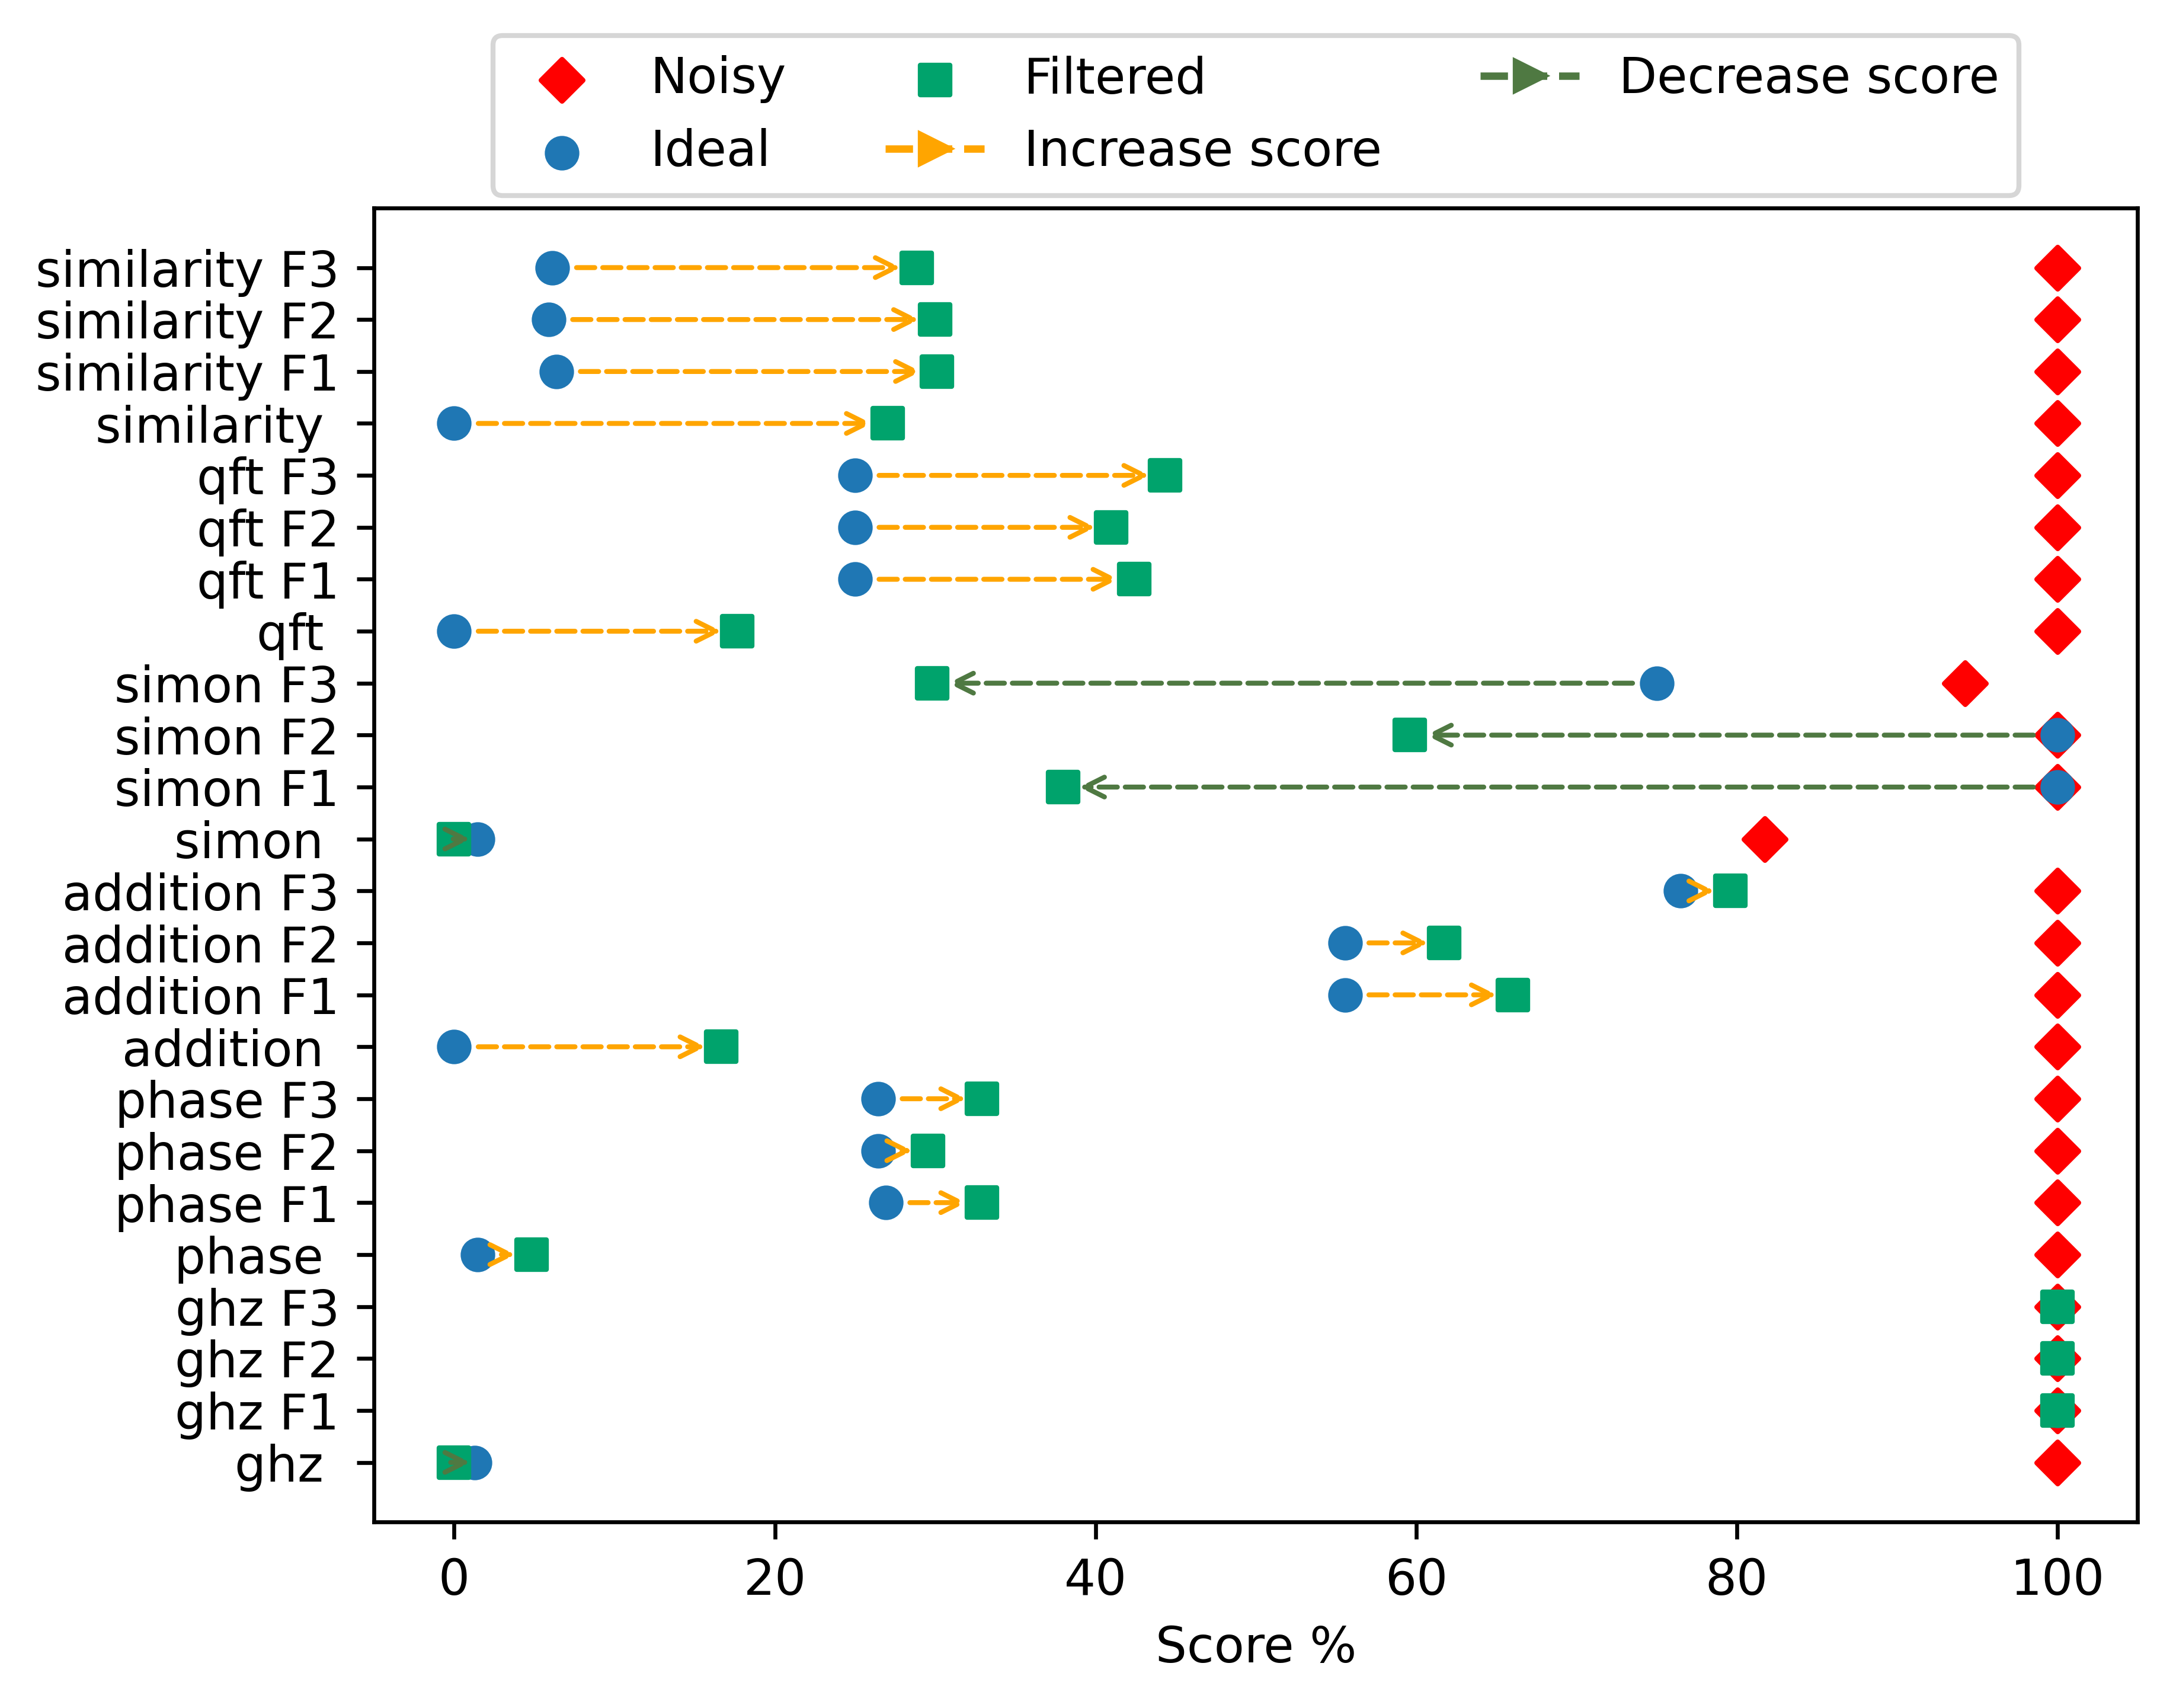 Noisy Filtered Decrease score
Ideal Increase score
similarity F3
similarity F2
similarity F1
similarity
qft F3
qft F2
qft F1
qft
simon F3
simon F2
simon F1
simon
addition F3
addition F2
addition F1
addition
phase F3
phase F2
phase F1
phase
ghz F3
ghz F2
ghz F1
ghz
0 20 40 60 80 100
Score %